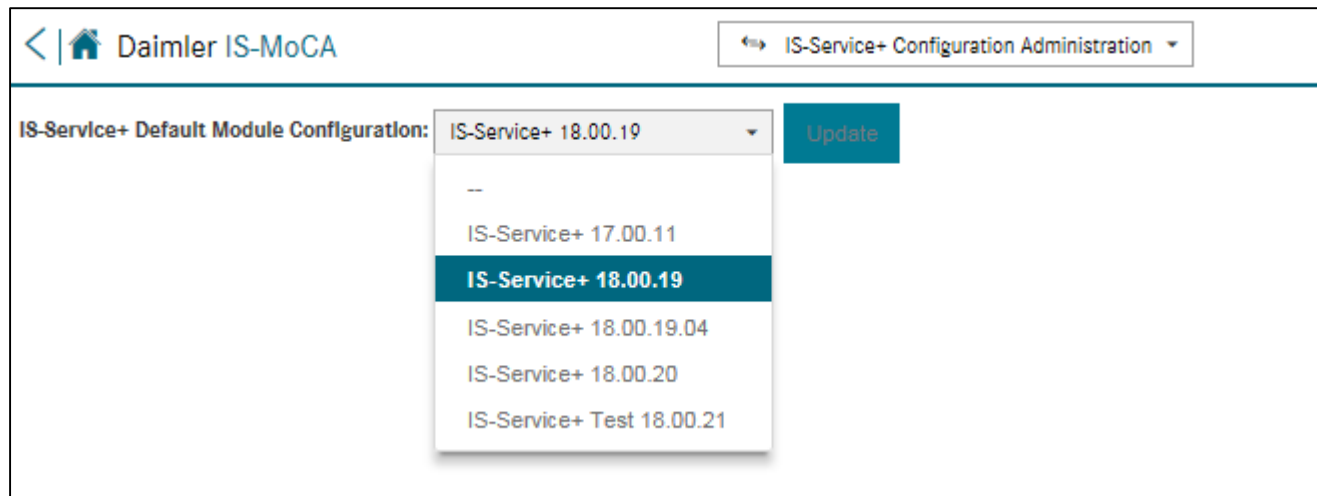 Daimler IS-MoCA
IS-Service+ Configuration Administration
IS-Service+ Default Module Configuration:
IS-Service+ 18.00.19
Update
--
IS-Service+ 17.00.11
IS-Service+ 18.00.19
IS-Service+ 18.00.19.04
IS-Service+ 18.00.20
IS-Service+ Test 18.00.21